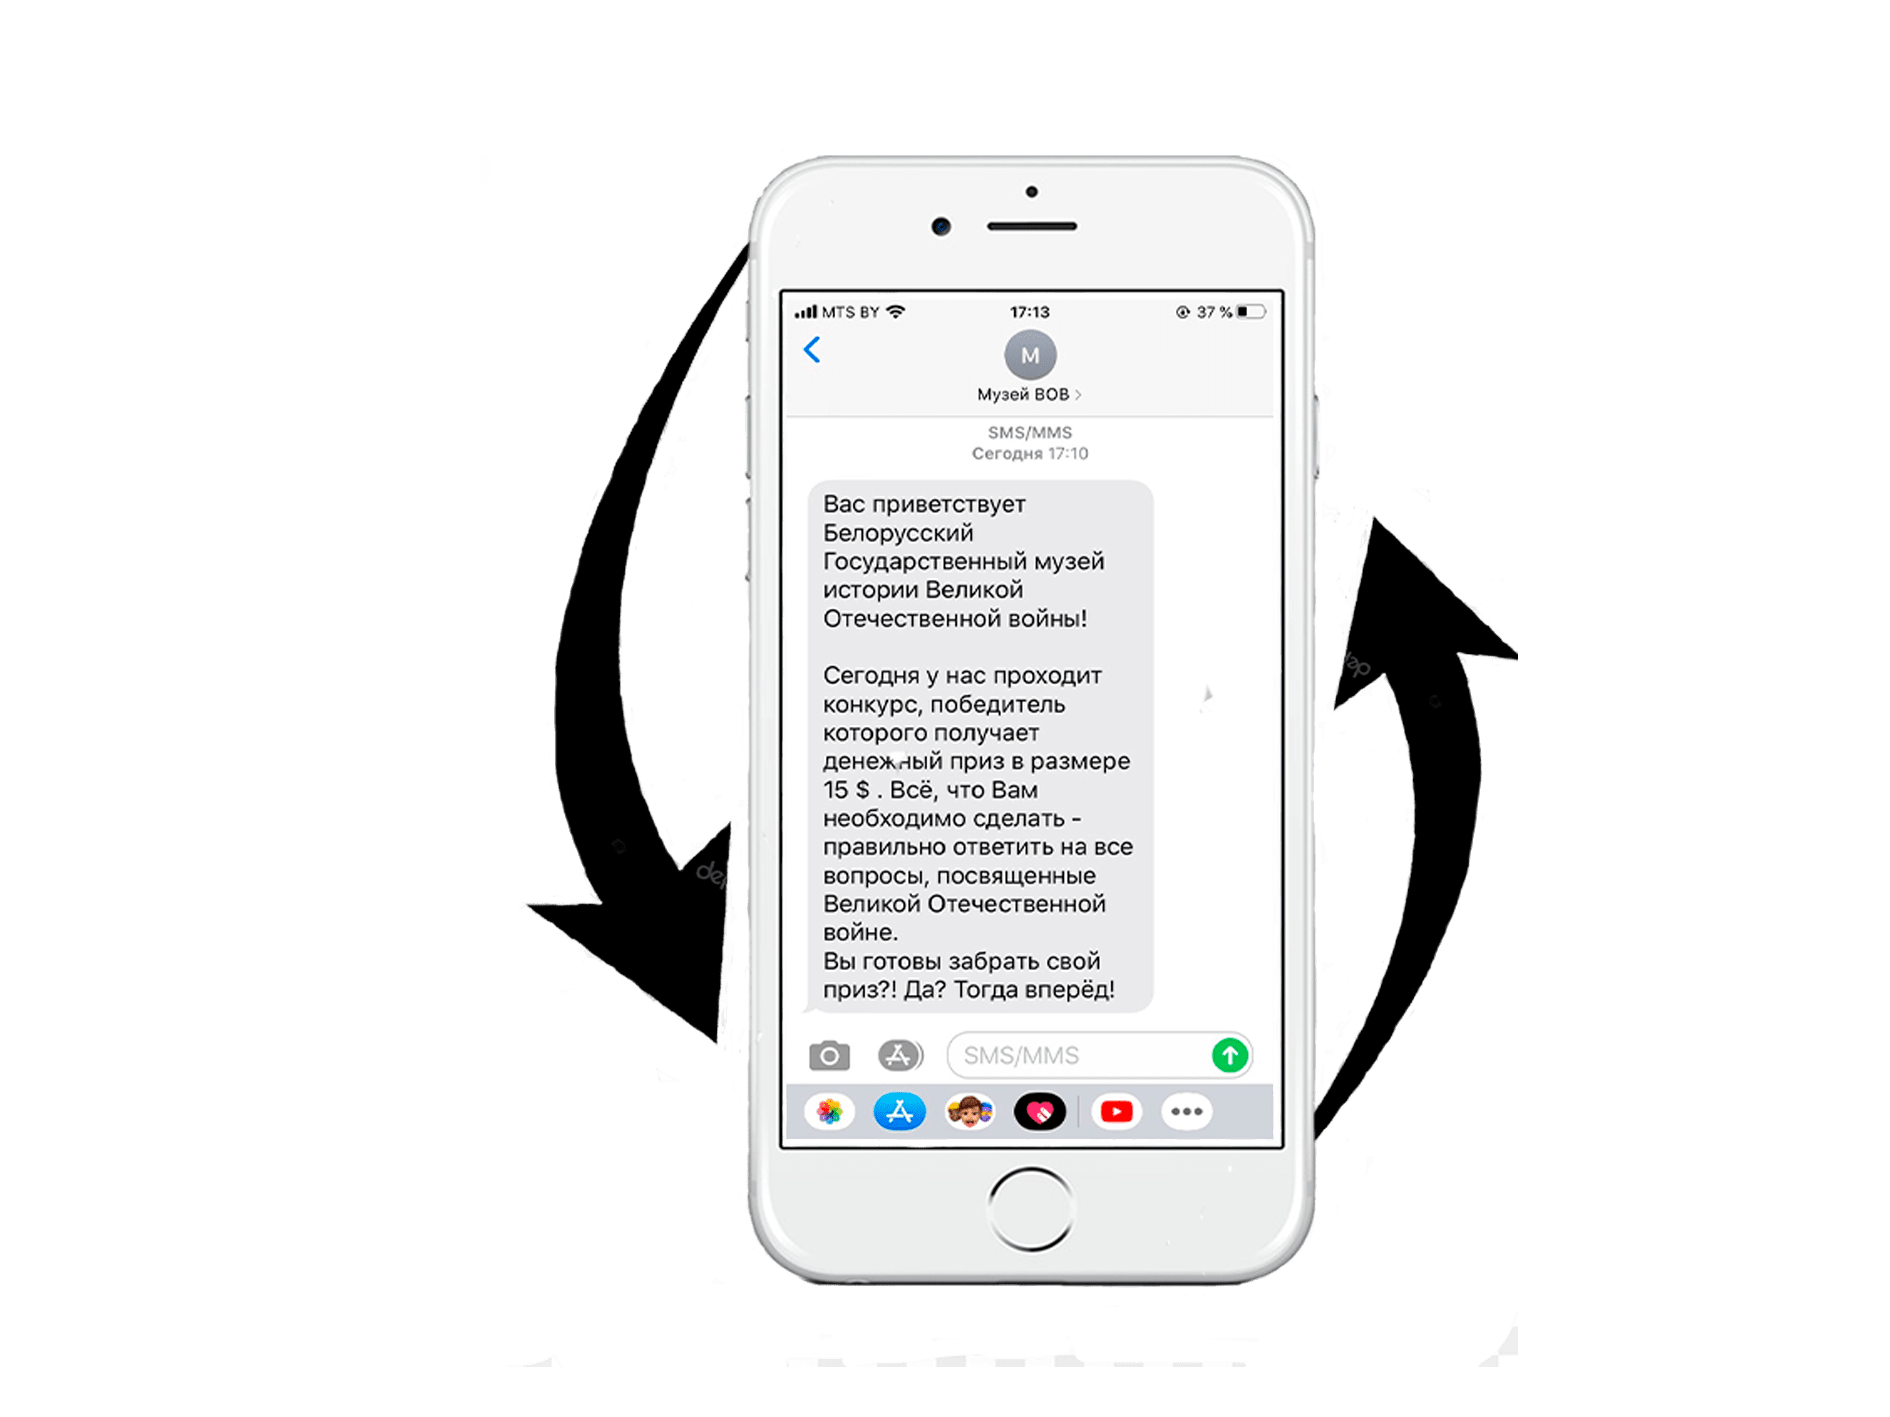 MTS BY 17:13 37 %
М
Музей ВОВ
SMS/MMS
Сегодня 17:10
Вас приветствует
Белорусский
Государственный музей
истории Великой
Отечественной войны!
Сегодня у нас проходит
конкурс, победитель
которого получает
денежный приз в размере
15 $ . Всё, что Вам
необходимо сделать -
правильно ответить на все
вопросы, посвященные
Великой Отечественной
войне.
Вы готовы забрать свой
приз?! Да? Тогда вперёд!
SMS/MMS